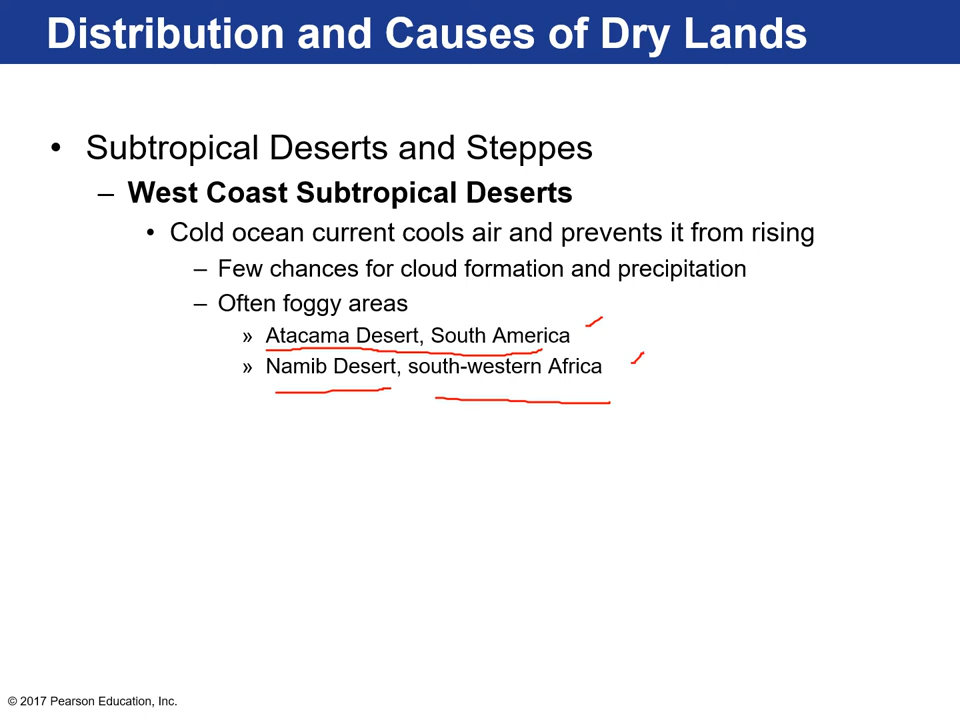 Distribution and Causes of Dry Lands
• Subtropical Deserts and Steppes
– West Coast Subtropical Deserts
• Cold ocean current cools air and prevents it from rising
– Few chances for cloud formation and precipitation
– Often foggy areas
» Atacama Desert, South America
» Namib Desert, south-western Africa
© 2017 Pearson Education, Inc.